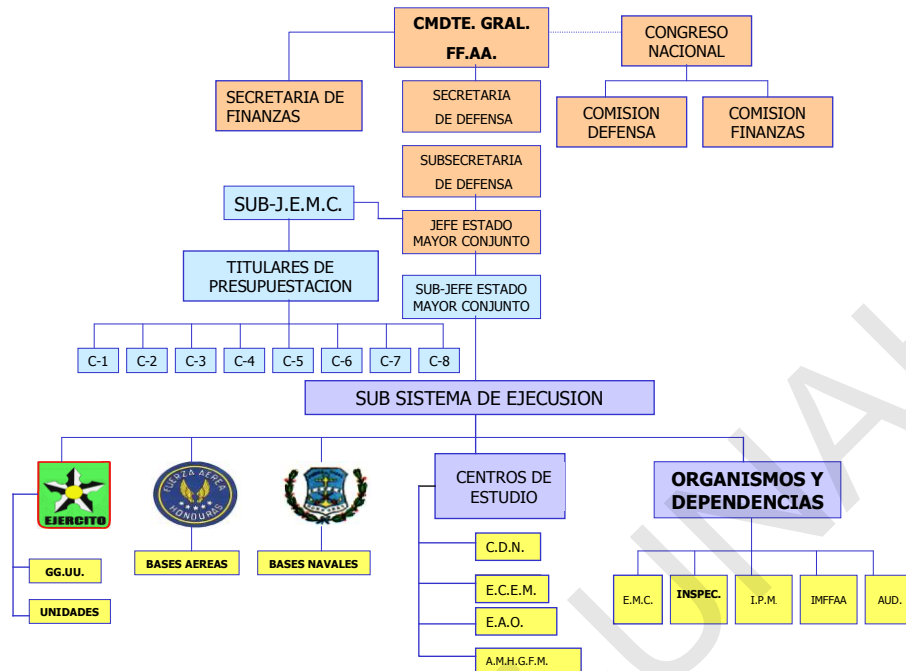 CMDTE. GRAL.
FF.AA.
CONGRESO
NACIONAL
SECRETARIA DE
FINANZAS
SECRETARIA
DE DEFENSA
COMISION
DEFENSA
COMISION
FINANZAS
SUBSECRETARIA
DE DEFENSA
SUB-J.E.M.C.
JEFE ESTADO
MAYOR CONJUNTO
TITULARES DE
PRESUPUESTACION
SUB-JEFE ESTADO
MAYOR CONJUNTO
C-1
C-2
C-3
C-4
C-5
C-6
C-7
C-8
SUB SISTEMA DE EJECUSION
EJERCITO
FUERZA AEREA
HONDURAS
CENTROS DE
ESTUDIO
ORGANISMOS Y
DEPENDENCIAS
GG.UU.
UNIDADES
BASES AEREAS
BASES NAVALES
C.D.N.
E.C.E.M.
E.A.O.
A.M.H.G.F.M.
E.M.C.
INSPEC.
I.P.M.
IMFFAA
AUD.